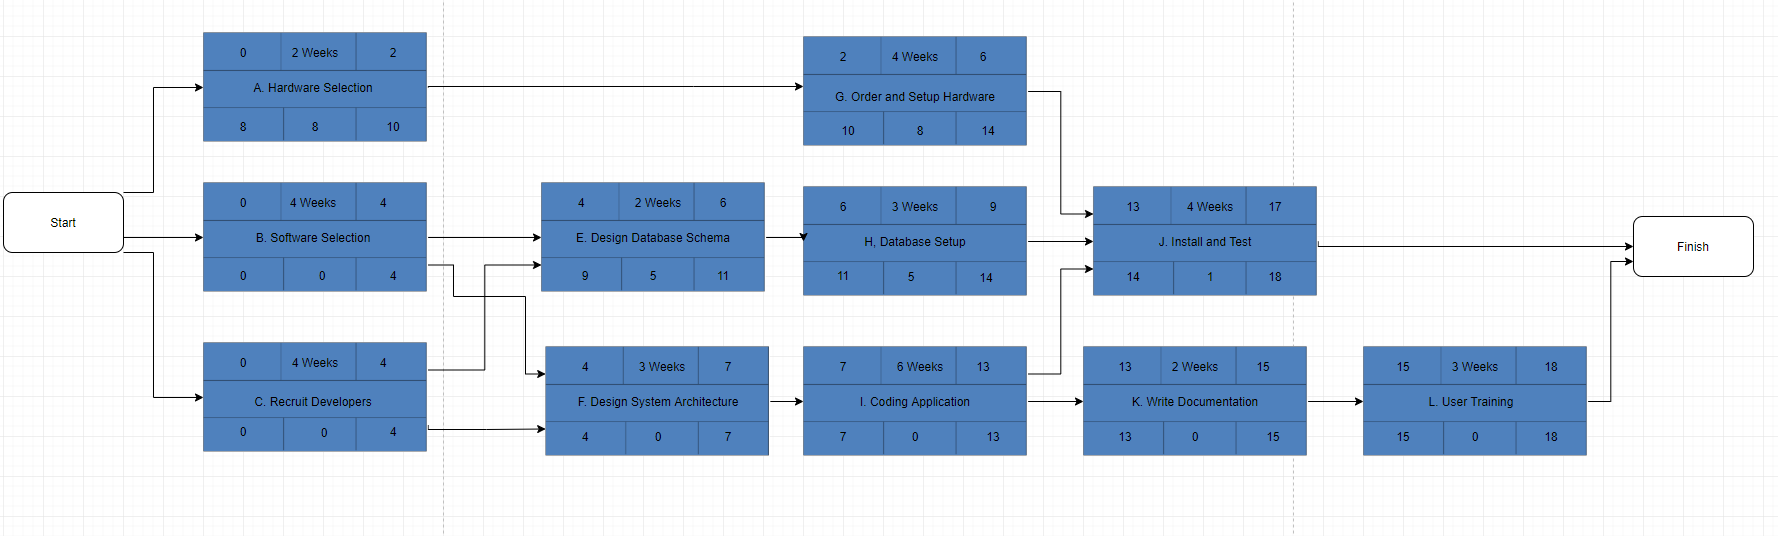 Start
0 2 Weeks 2
A. Hardware Selection
8 8 10
0 4 Weeks 4
B. Software Selection
0 0 4
0 4 Weeks 4
C. Recruit Developers
0 0 4
4 2 Weeks 6
E. Design Database Schema
9 5 11
4 3 Weeks 7
F. Design System Architecture
4 0 7
2 4 Weeks 6
G. Order and Setup Hardware
10 8 14
6 3 Weeks 9
H, Database Setup
11 5 14
7 6 Weeks 13
I. Coding Application
7 0 13
13 4 Weeks 17
J. Install and Test
14 1 18
13 2 Weeks 15
K. Write Documentation
13 0 15
15 3 Weeks 18
L. User Training
15 0 18
Finish